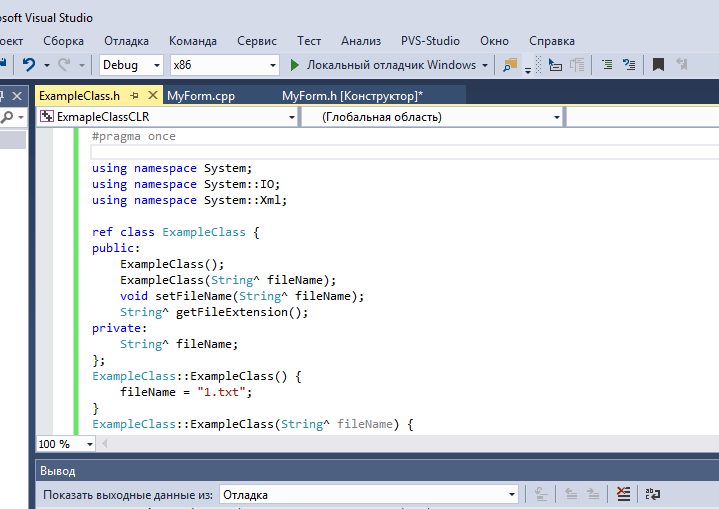 osoft Visual Studio
оект Сборка Отладка Команда Сервис Тест Анализ PVS-Studio Окно Справка
Debug x86 Локальный отладчик Windows
ExampleClass.h MyForm.cpp MyForm.h [Конструктор]*
ExmapleClassCLR (Глобальная область)
#pragma once
using namespace System;
using namespace System::IO;
using namespace System::Xml;
ref class ExampleClass {
public:
ExampleClass();
ExampleClass(String^ fileName);
void setFileName(String^ fileName);
String^ getFileExtension();
private:
String^ fileName;
};
ExampleClass::ExampleClass() {
fileName = "1.txt";
}
ExampleClass::ExampleClass(String^ fileName) {
100 %
Вывод
Показать выходные данные из: Отладка